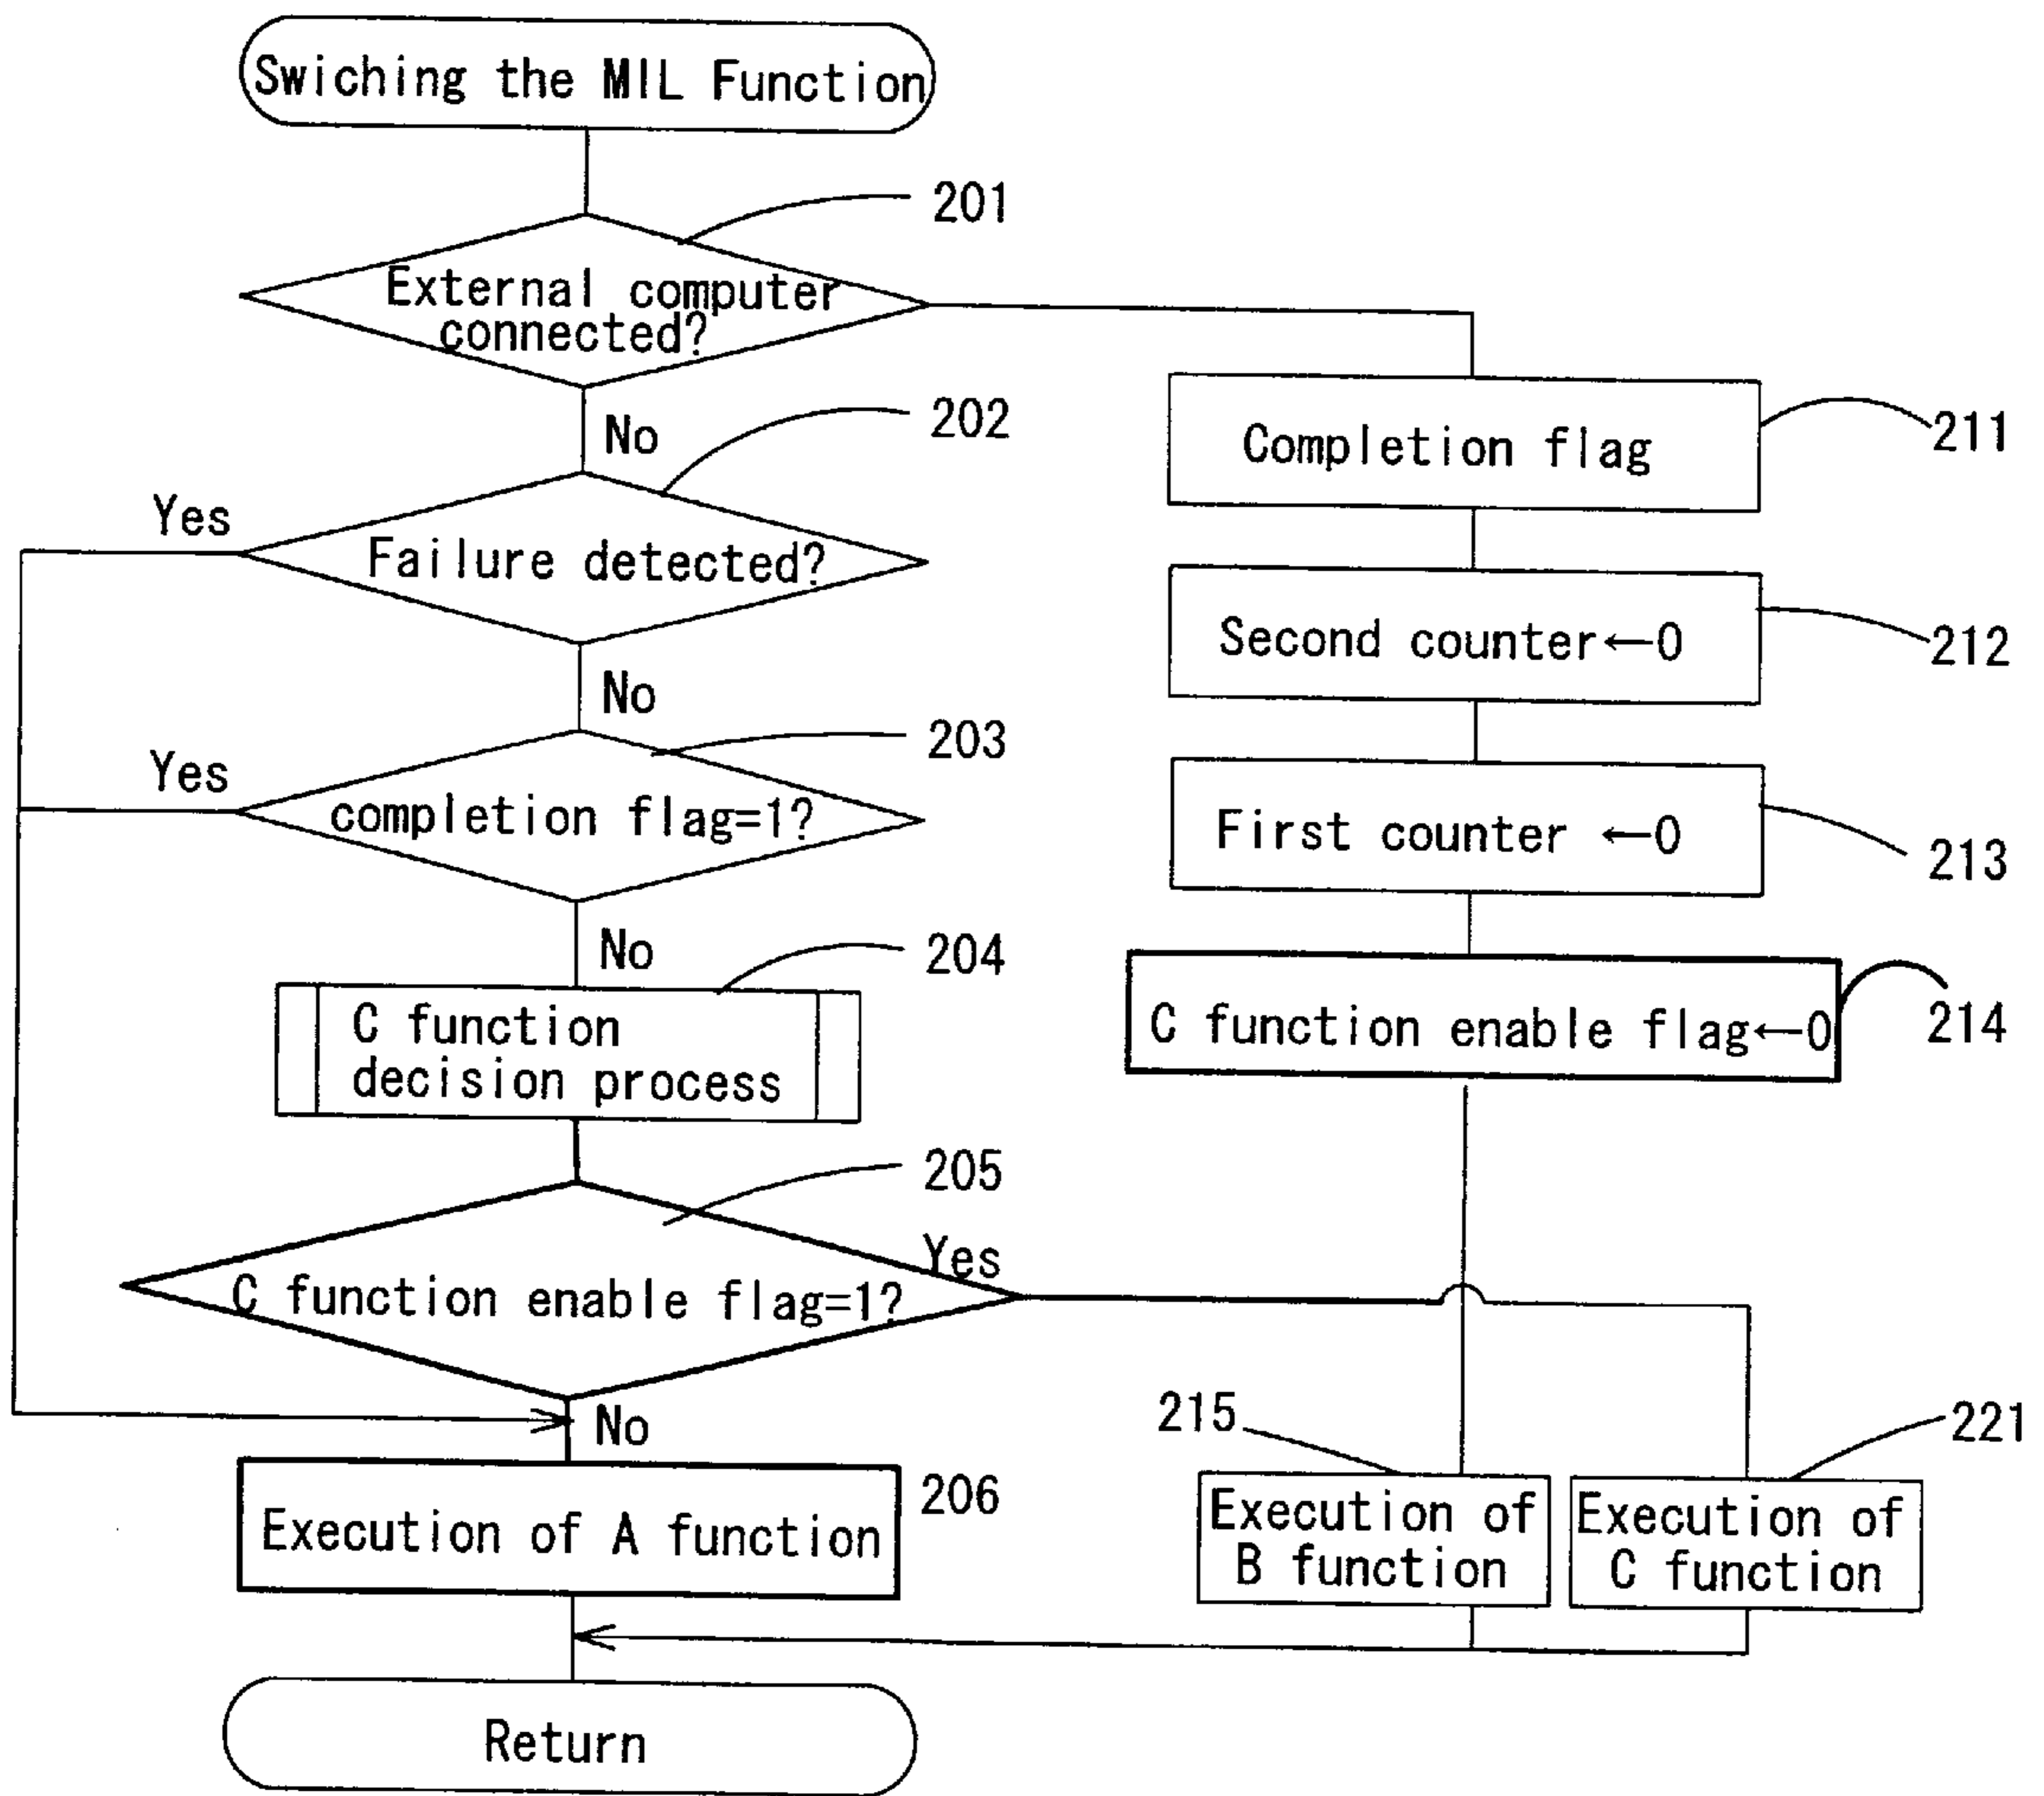 Swiching the MIL Function
201
External computer
connected?
No
202
Yes
Failure detected?
No
203
Yes
completion flag=1?
No
204
C function
decision process
205
Yes
C function enable flag=1?
No
206
Execution of A function
Return
Completion flag
211
Second counter←0
212
First counter ←0
213
C function enable flag←0
214
215
Execution of
B function
221
Execution of
C function